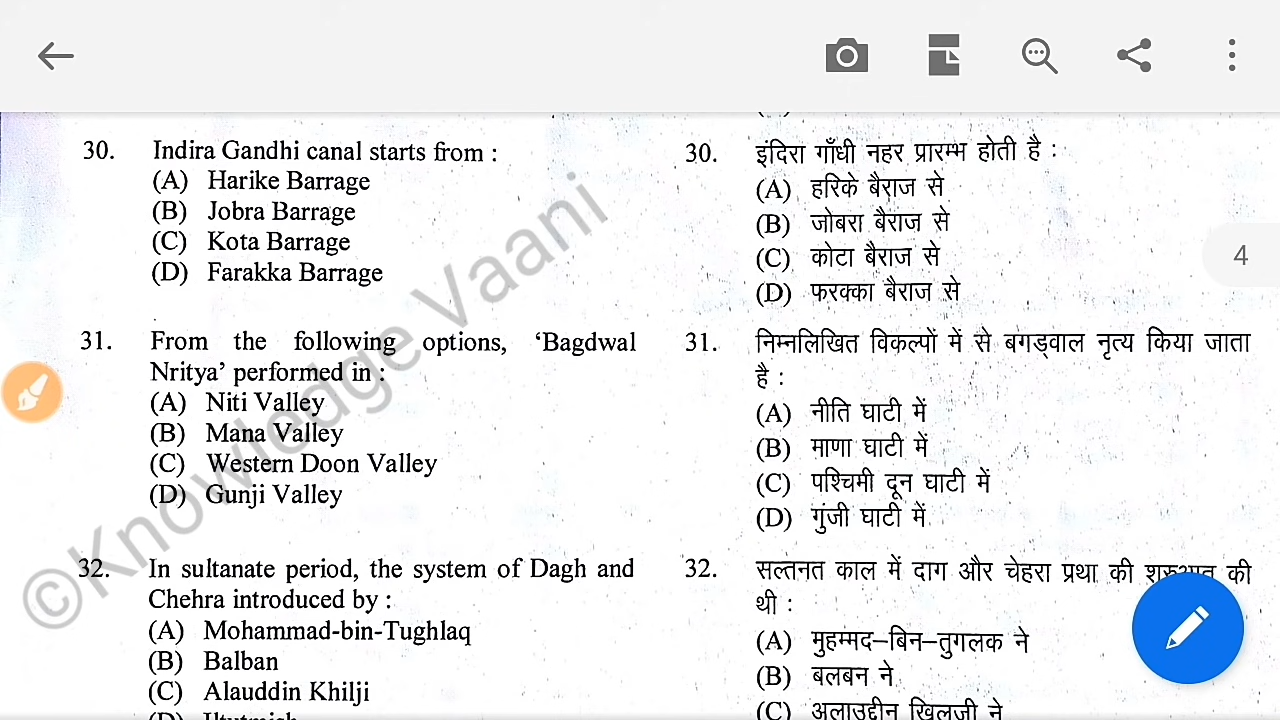 30. Indira Gandhi canal starts from :
(A) Harike Barrage
(B) Jobra Barrage
(C) Kota Barrage
(D) Farakka Barrage
31. From the following options, ‘Bagdwal
Nritya’ performed in :
(A) Niti Valley
(B) Mana Valley
(C) Western Doon Valley
(D) Gunji Valley
32. In sultanate period, the system of Dagh and
Chehra introduced by :
(A) Mohammad-bin-Tughlaq
(B) Balban
(C) Alauddin Khilji
30. इंदिरा गाँधी नहर प्रारम्भ होती है :
(A) हरिके बैराज से
(B) जोबरा बैराज से
(C) कोटा बैराज से
(D) फरक्का बैराज से
31. निम्नलिखित विकल्पों में से बगड्वाल नृत्य किया जाता
है :
(A) नीति घाटी में
(B) माणा घाटी में
(C) पश्चिमी दून घाटी में
(D) गुंजी घाटी में
32. सल्तनत काल में दाग और चेहरा प्रथा की शुरुआत की
थी :
(A) मुहम्मद–बिन–तुगलक ने
(B) बलबन ने
(C) अलाउद्दीन खिलजी ने
4
©Knowledge Vaani